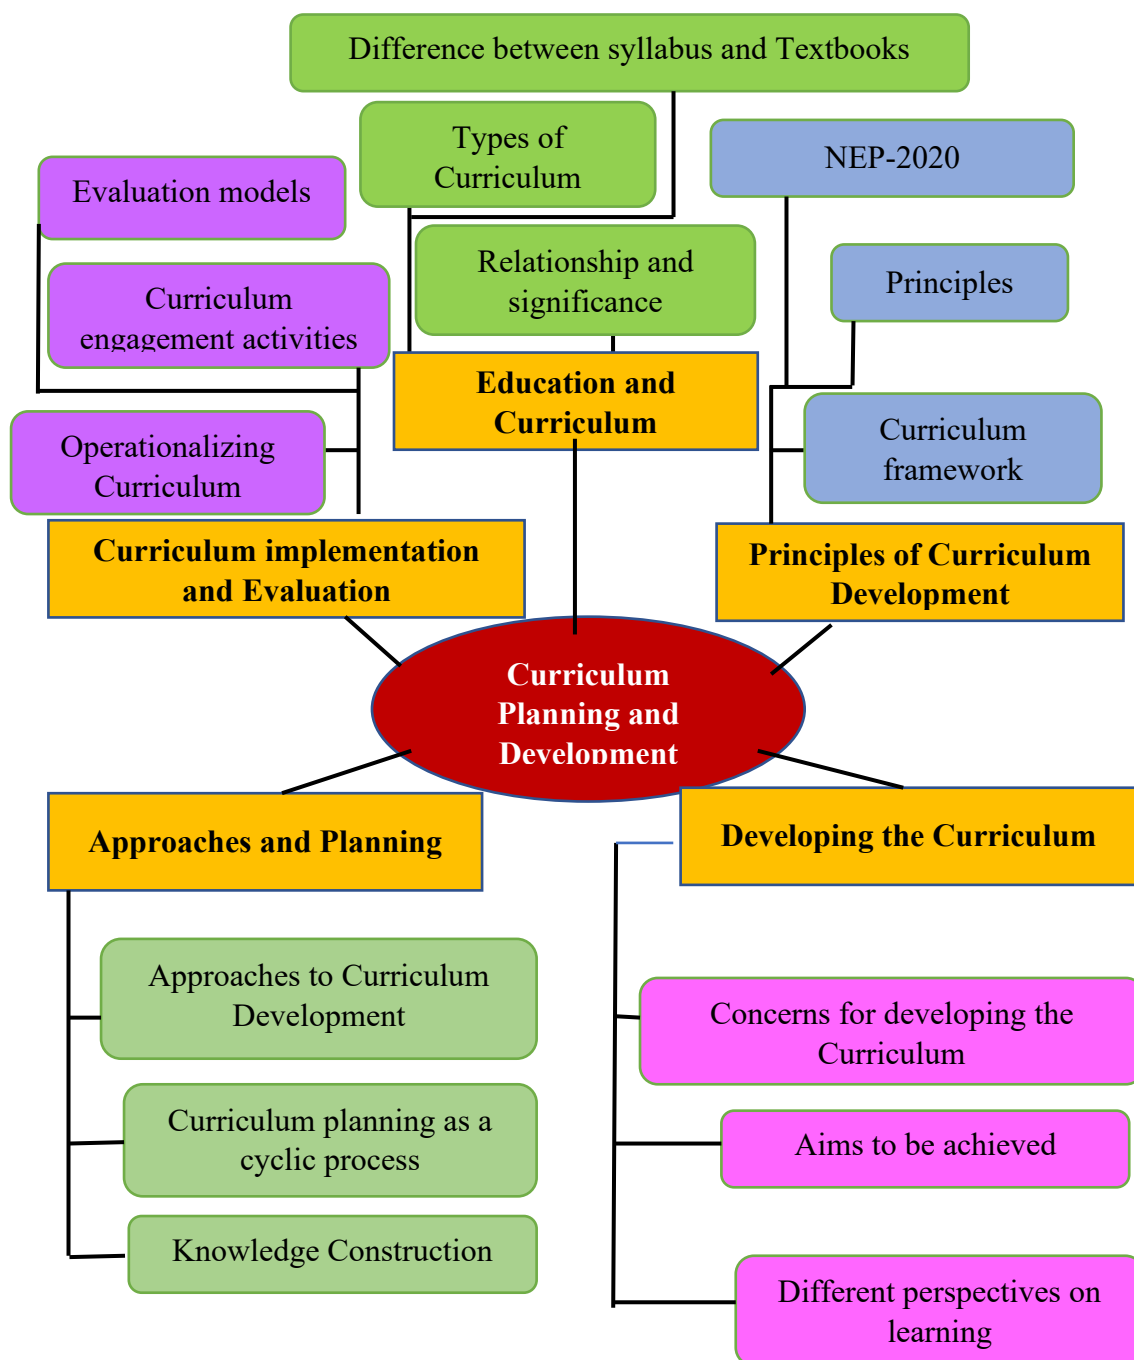 Difference between syllabus and Textbooks
Types of
Curriculum
NEP-2020
Evaluation models
Relationship and
significance
Principles
Curriculum
engagement activities
Education and
Curriculum
Curriculum
framework
Operationalizing
Curriculum
Curriculum implementation
and Evaluation
Principles of Curriculum
Development
Curriculum
Planning and
Development
Approaches and Planning
Developing the Curriculum
Approaches to Curriculum
Development
Concerns for developing the
Curriculum
Curriculum planning as a
cyclic process
Aims to be achieved
Knowledge Construction
Different perspectives on
learning